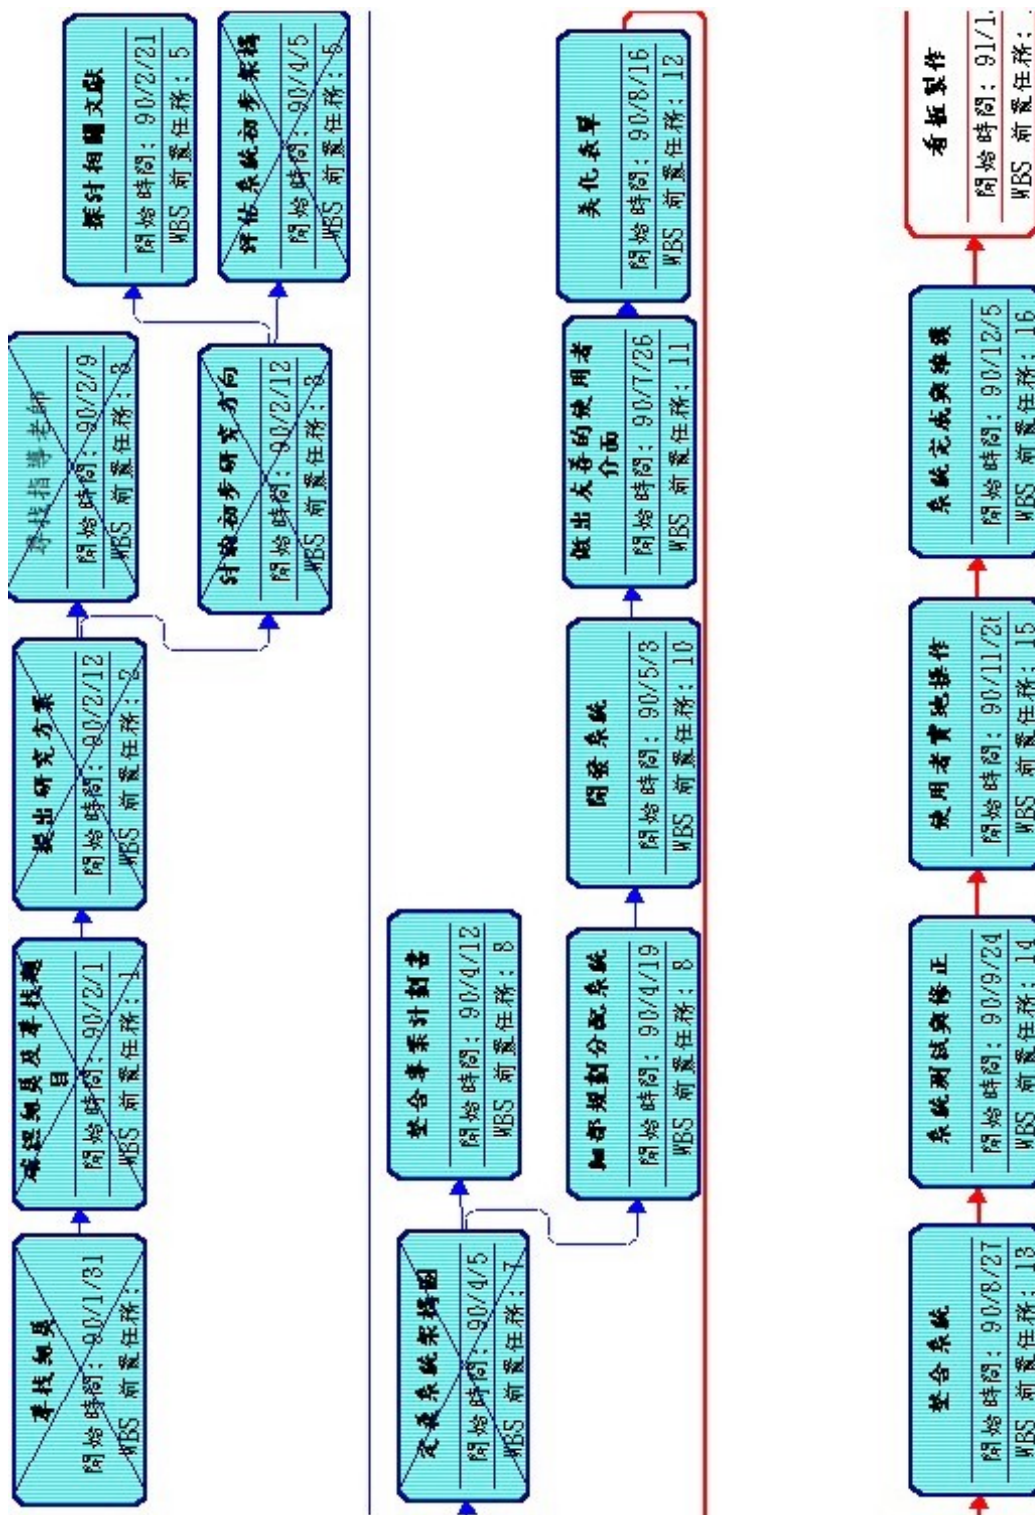 尋找組員
開始時間: 90/1/31
WBS 前置任務:
確認組員及尋找題
目
開始時間: 90/2/1
WBS 前置任務: 1
提出研究方案
開始時間: 90/2/12
WBS 前置任務: 2
尋找指導老師
開始時間: 90/2/9
WBS 前置任務: 3
討論初步研究方向
開始時間: 90/2/12
WBS 前置任務: 3
探討相關文獻
開始時間: 90/2/21
WBS 前置任務: 5
評估系統初步架構
開始時間: 90/4/5
WBS 前置任務: 5
定義系統架構圖
開始時間: 90/4/5
WBS 前置任務: 7
整合專案計劃書
開始時間: 90/4/12
WBS 前置任務: 8
細部規劃分配系統
開始時間: 90/4/19
WBS 前置任務: 8
開發系統
開始時間: 90/5/3
WBS 前置任務: 10
做出友善的使用者
介面
開始時間: 90/7/26
WBS 前置任務: 11
美化表單
開始時間: 90/8/16
WBS 前置任務: 12
整合系統
開始時間: 90/8/27
WBS 前置任務: 13
系統測試與修正
開始時間: 90/9/24
WBS 前置任務: 14
使用者實地操作
開始時間: 90/11/2
WBS 前置任務: 15
系統完成與維護
開始時間: 90/12/5
WBS 前置任務: 16
看板製作
開始時間: 91/1
WBS 前置任務: